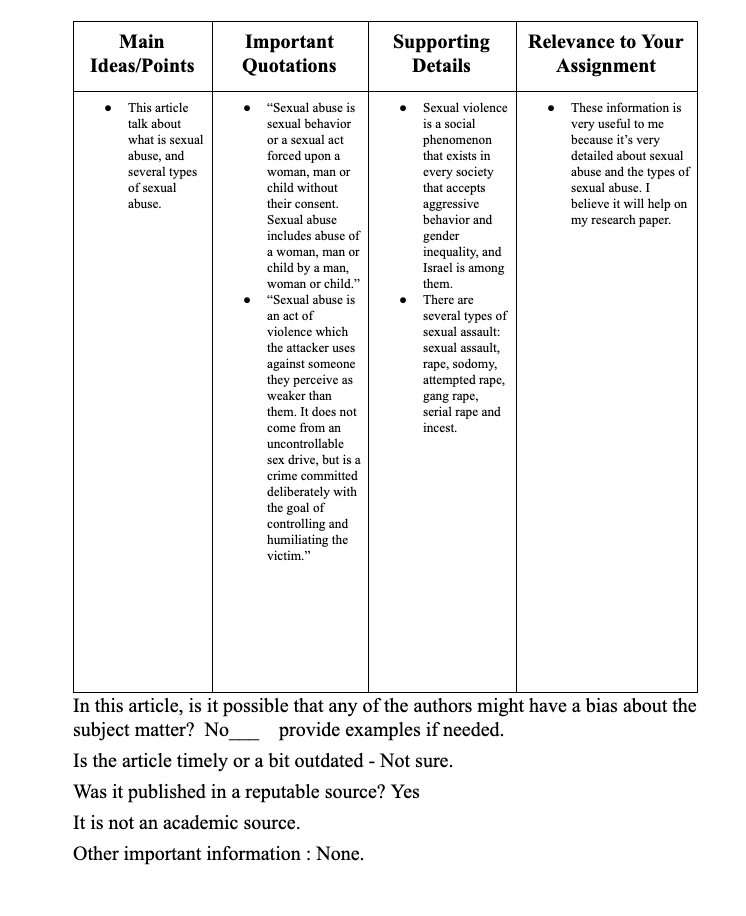 Main
Ideas/Points
Important
Quotations
Supporting
Details
Relevance to Your
Assignment
● This article
talk about
what is sexual
abuse, and
several types
of sexual
abuse.
● “Sexual abuse is
sexual behavior
or a sexual act
forced upon a
woman, man or
child without
their consent.
Sexual abuse
includes abuse of
a woman, man or
child by a man,
woman or child.”
● “Sexual abuse is
an act of
violence which
the attacker uses
against someone
they perceive as
weaker than
them. It does not
come from an
uncontrollable
sex drive, but is a
crime committed
deliberately with
the goal of
controlling and
humiliating the
victim.”
● Sexual violence
is a social
phenomenon
that exists in
every society
that accepts
aggressive
behavior and
gender
inequality, and
Israel is among
them.
● There are
several types of
sexual assault:
sexual assault,
rape, sodomy,
attempted rape,
gang rape,
serial rape and
incest.
● These information is
very useful to me
because it’s very
detailed about sexual
abuse and the types of
sexual abuse. I
believe it will help on
my research paper.
In this article, is it possible that any of the authors might have a bias about the
subject matter? No___ provide examples if needed.
Is the article timely or a bit outdated - Not sure.
Was it published in a reputable source? Yes
It is not an academic source.
Other important information : None.